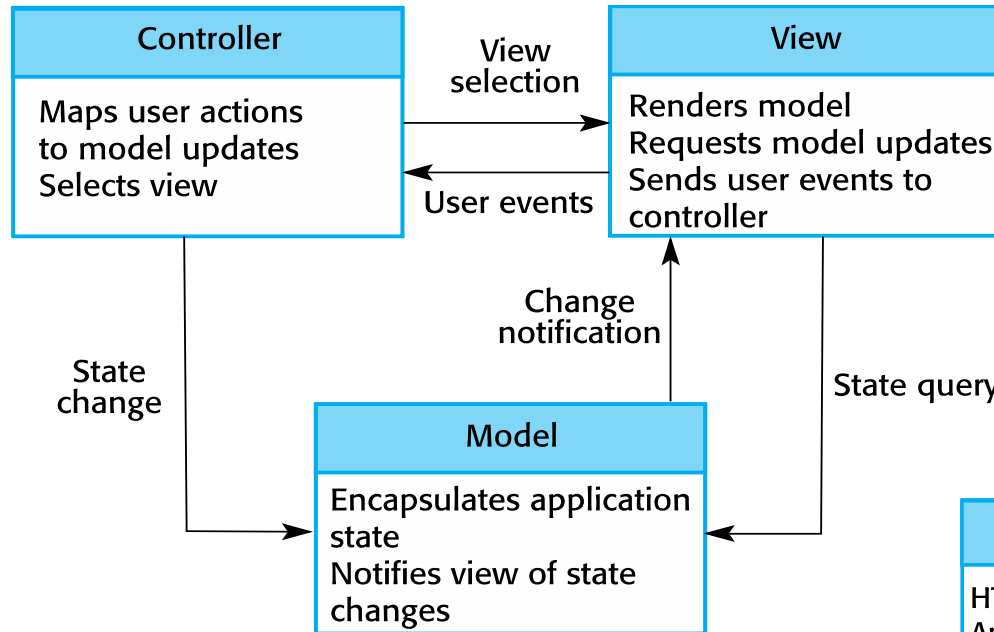 Controller
Maps user actions
to model updates
Selects view
View
selection
User events
View
Renders model
Requests model updates
Sends user events to
controller
State
change
Change
notification
State query
Model
Encapsulates application
state
Notifies view of state
changes